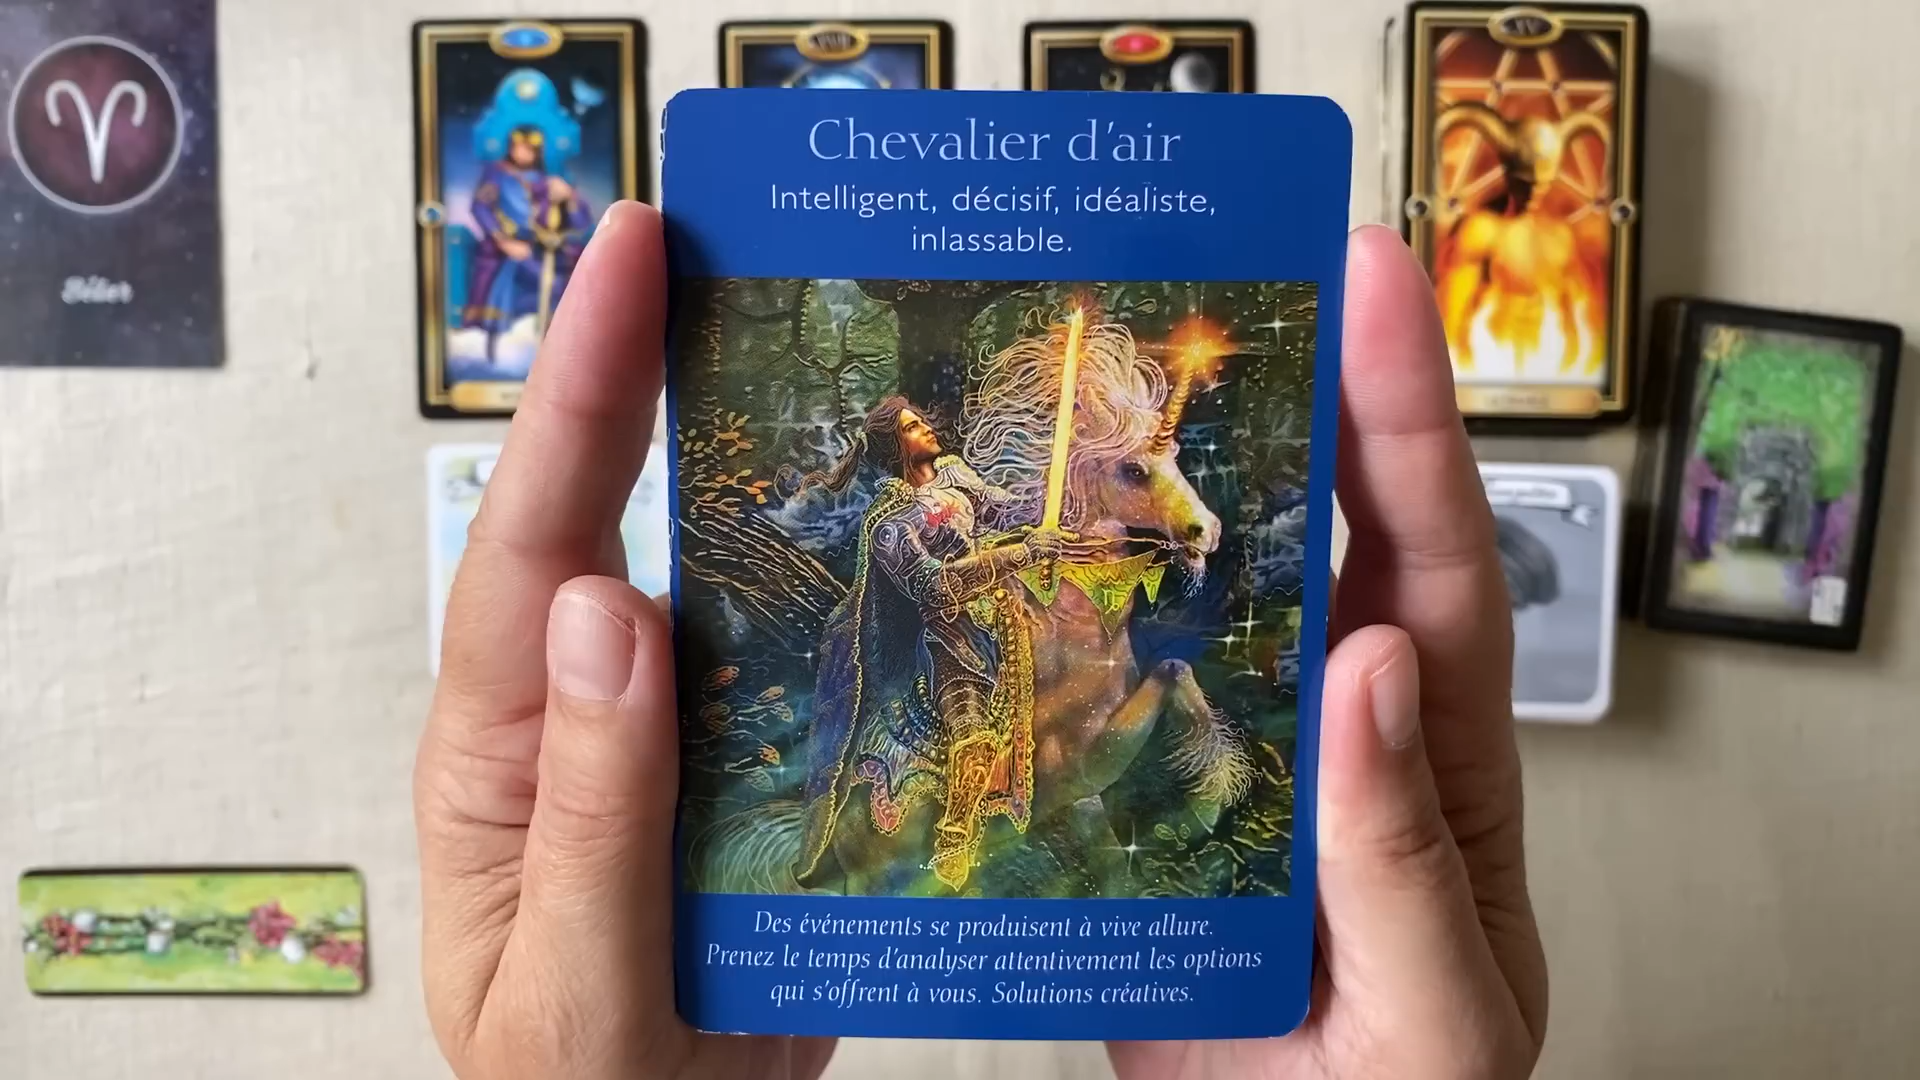 Chevalier d'air
Intelligent, décisif, idéaliste,
inlassable.
Des événements se produisent à vive allure.
Prenez le temps d'analyser attentivement les options
qui s'offrent à vous. Solutions créatives.
Bélier
XV